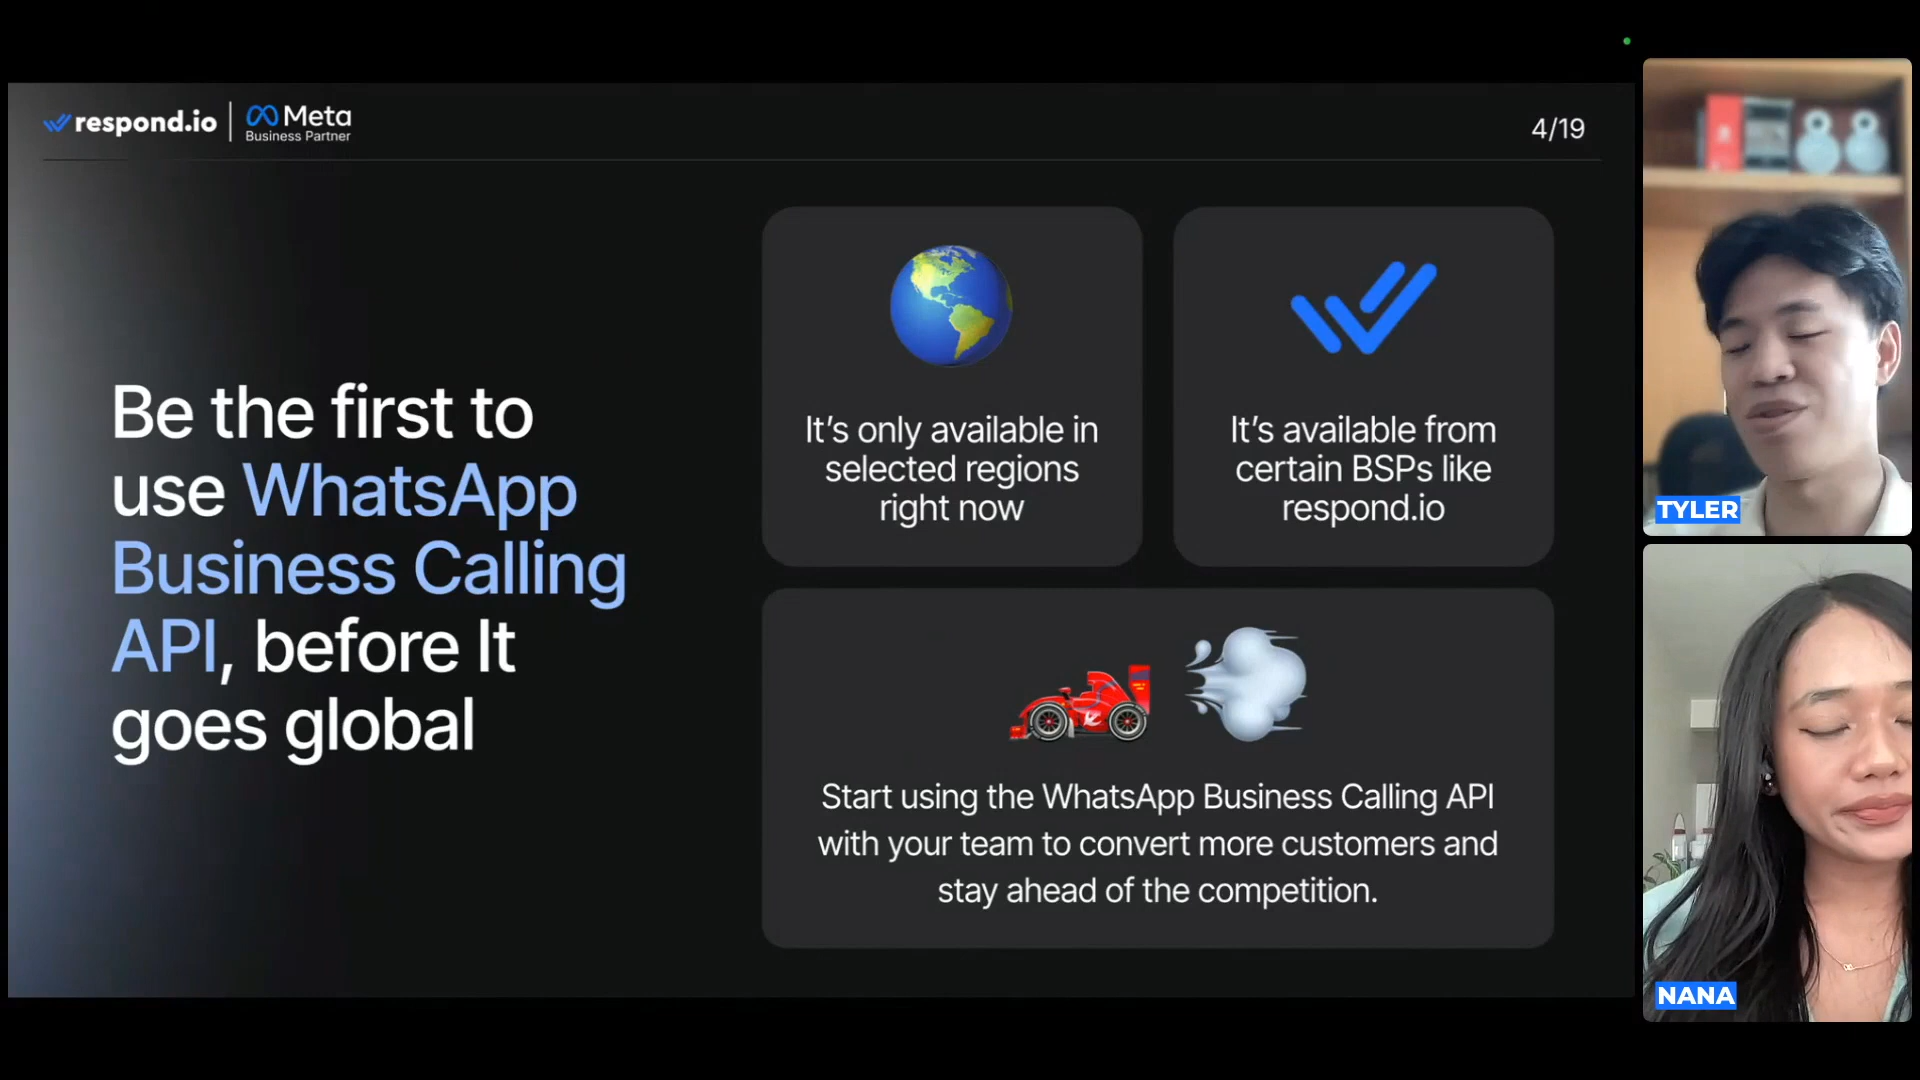 respond.io
Meta
Business Partner
4/19
Be the first to
use WhatsApp
Business Calling
API, before It
goes global
It's only available in
selected regions
right now
It's available from
certain BSPs like
respond.io
Start using the WhatsApp Business Calling API
with your team to convert more customers and
stay ahead of the competition.
TYLER
NANA